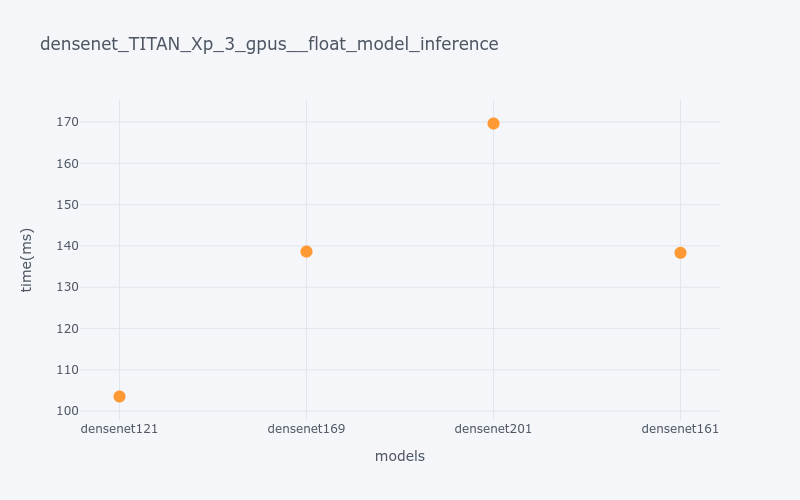 densenet_TITAN_Xp_3_gpus__float_model_inference
170
160
150
140
130
120
110
100
time(ms)
densenet121
densenet169
densenet201
densenet161
models